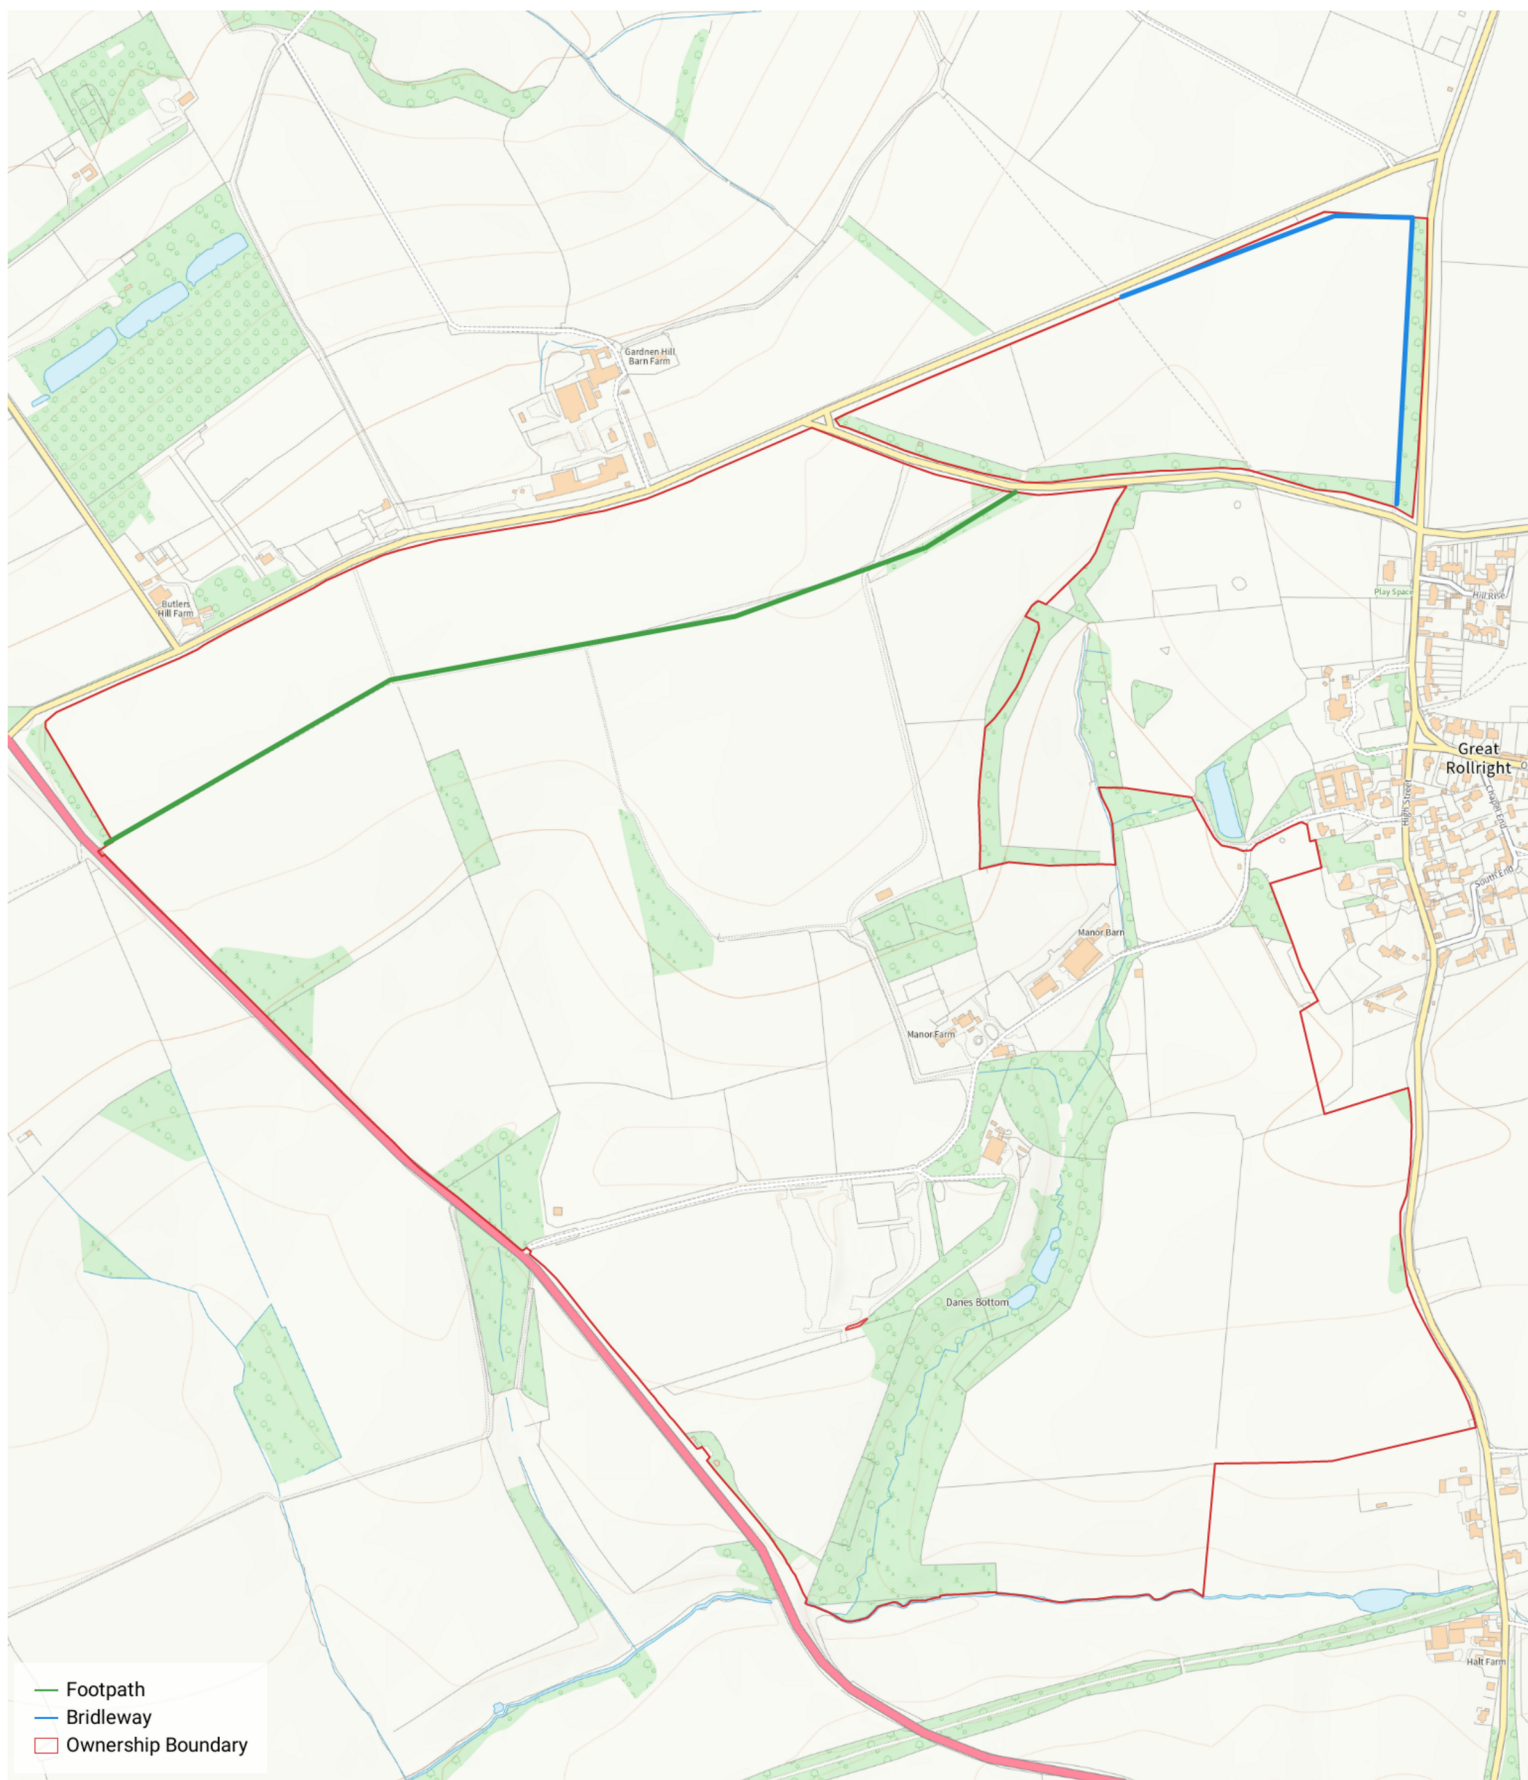 Gardnen Hill
Barn Farm
Butlers
Hill Farm
Play Space
Hill Rise
Great
Rollright
High Street
Chapel End
South End
Manor Barn
Manor Farm
Danes Bottom
Halt Farm
Footpath
Bridleway
Ownership Boundary